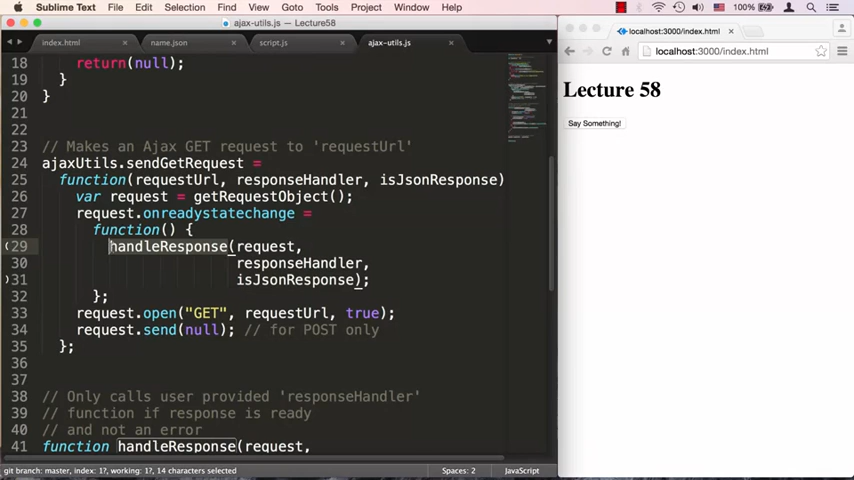 Sublime Text File Edit Selection Find View Goto Tools Project Window Help 100%
ajax-utils.js — Lecture58
index.html name.json script.js ajax-utils.js
18 return(null);
19 }
20 }
21
22
23 // Makes an Ajax GET request to 'requestUrl'
24 ajaxUtils.sendGetRequest =
25 function(requestUrl, responseHandler, isJsonResponse)
26 var request = getRequestObject();
27 request.onreadystatechange =
28 function() {
29 handleResponse(request,
30 responseHandler,
31 isJsonResponse);
32 };
33 request.open("GET", requestUrl, true);
34 request.send(null); // for POST only
35 };
36
37
38 // Only calls user provided 'responseHandler'
39 // function if response is ready
40 // and not an error
41 function handleResponse(request,
git branch: master, index: 1?, working: 1?, 14 characters selected Spaces: 2 JavaScript
localhost:3000/index.html
localhost:3000/index.html
Lecture 58
Say Something!